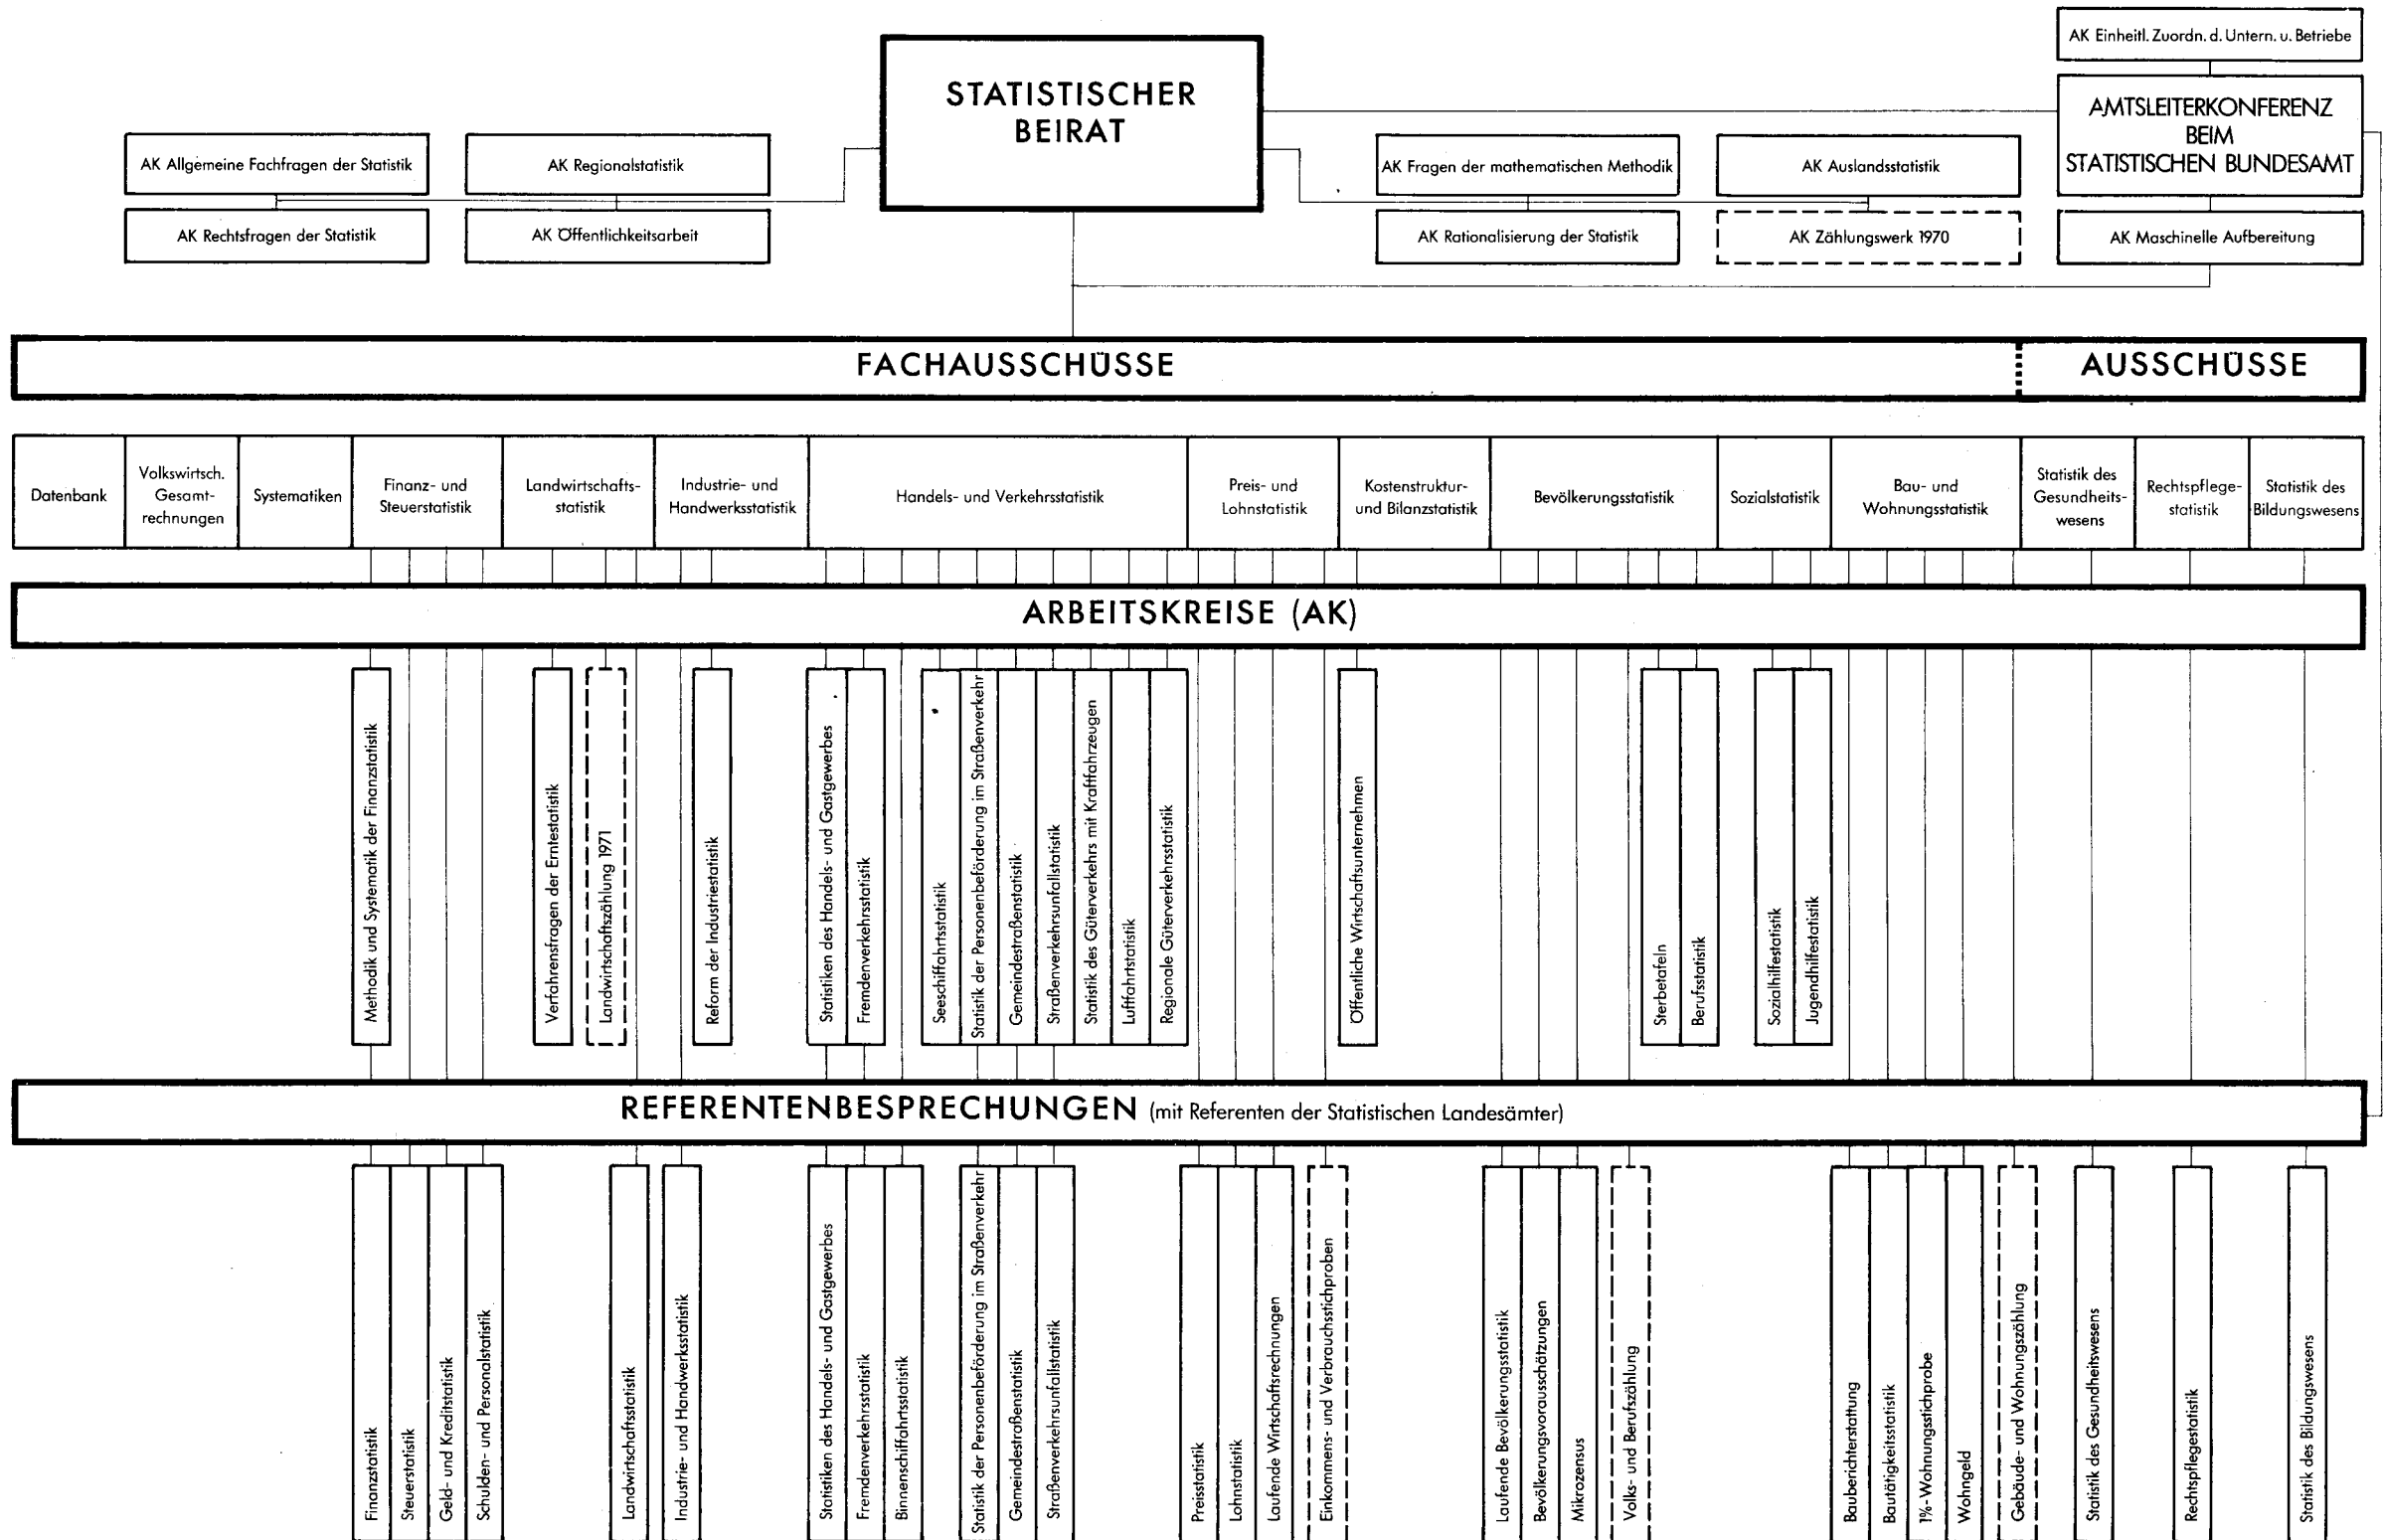 AK Einheitl. Zuordn. d. Untern. u. Betriebe
STATISTISCHER
BEIRAT
AMTSLEITERKONFERENZ
BEIM
STATISTISCHEN BUNDESAMT
AK Allgemeine Fachfragen der Statistik
AK Regionalstatistik
AK Fragen der mathematischen Methodik
AK Auslandsstatistik
AK Rechtsfragen der Statistik
AK Öffentlichkeitsarbeit
AK Rationalisierung der Statistik
AK Zählungswerk 1970
AK Maschinelle Aufbereitung
FACHAUSSCHÜSSE
AUSSCHÜSSE
Datenbank
Volkswirtsch.
Gesamt-
rechnungen
Systematiken
Finanz- und
Steuerstatistik
Landwirtschafts-
statistik
Industrie- und
Handwerksstatistik
Handels- und Verkehrsstatistik
Preis- und
Lohnstatistik
Kostenstruktur-
und Bilanzstatistik
Bevölkerungsstatistik
Sozialstatistik
Bau- und
Wohnungsstatistik
Statistik des
Gesundheits-
wesens
Rechtspflege-
statistik
Statistik des
Bildungswesens
ARBEITSKREISE (AK)
Methodik und Systematik der Finanzstatistik
Verfahrensfragen der Erntestatistik
Landwirtschaftszählung 1971
Reform der Industriestatistik
Statistiken des Handels- und Gastgewerbes
Fremdenverkehrsstatistik
Seeschiffahrtsstatistik
Statistik der Personenbeförderung im Straßenverkehr
Gemeindestraßenstatistik
Straßenverkehrsunfallstatistik
Statistik des Güterverkehrs mit Kraftfahrzeugen
Luftfahrtstatistik
Regionale Güterverkehrsstatistik
Öffentliche Wirtschaftsunternehmen
Sterbetafeln
Berufsstatistik
Sozialhilfestatistik
Jugendhilfestatistik
REFERENTENBESPRECHUNGEN (mit Referenten der Statistischen Landesämter)
Finanzstatistik
Steuerstatistik
Geld- und Kreditstatistik
Schulden- und Personalstatistik
Landwirtschaftsstatistik
Industrie- und Handwerksstatistik
Statistiken des Handels- und Gastgewerbes
Fremdenverkehrsstatistik
Binnenschiffahrtsstatistik
Statistik der Personenbeförderung im Straßenverkehr
Gemeindestraßenstatistik
Straßenverkehrsunfallstatistik
Preisstatistik
Lohnstatistik
Laufende Wirtschaftsrechnungen
Einkommens- und Verbrauchsstichproben
Laufende Bevölkerungsstatistik
Bevölkerungsvorausschätzungen
Mikrozensus
Volks- und Berufszählung
Bauberichterstattung
Bautätigkeitsstatistik
1%-Wohnungsstichprobe
Wohngeld
Gebäude- und Wohnungszählung
Statistik des Gesundheitswesens
Rechtspflegestatistik
Statistik des Bildungswesens